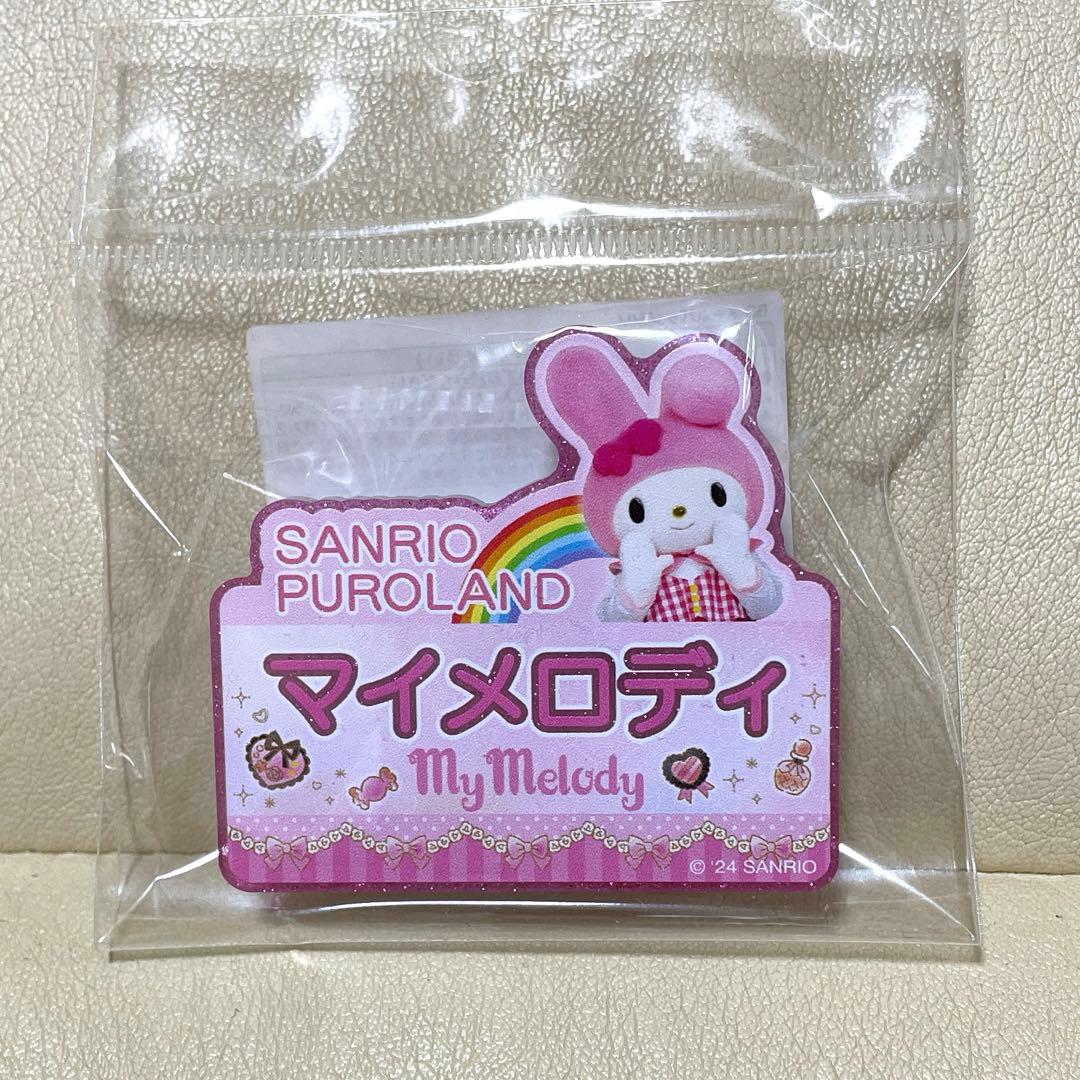 SANRIO
PUROLAND
マイメロディ
My Melody
© '24 SANRIO